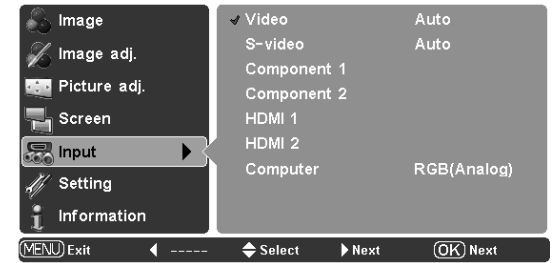 Image
Image adj.
Picture adj.
Screen
Input
Setting
Information
Video Auto
S-video Auto
Component 1
Component 2
HDMI 1
HDMI 2
Computer RGB(Analog)
MENU Exit ----- Select Next OK Next